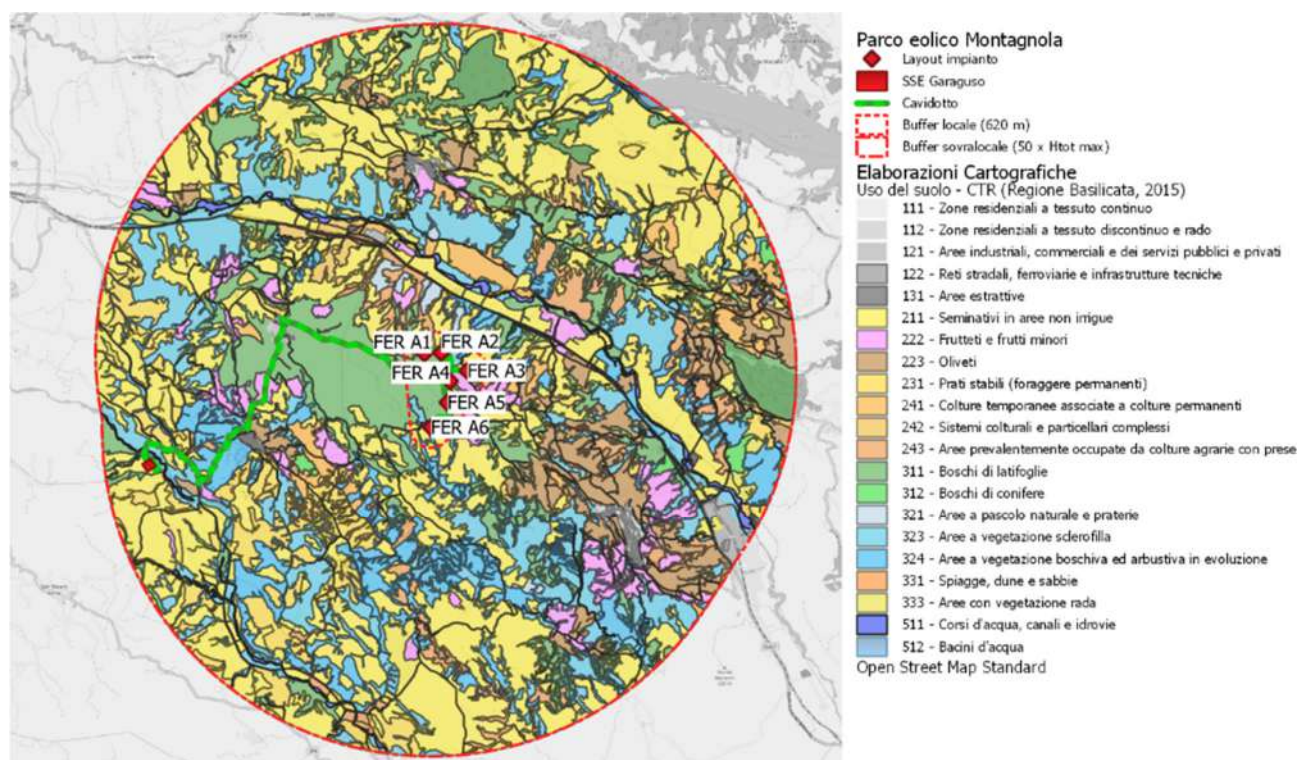 Parco eolico Montagnola
Layout impianto
SSE Garaguso
Cavidotto
Buffer locale (620 m)
Buffer sovralocale (50 x Htot max)
Elaborazioni Cartografiche
Uso del suolo - CTR (Regione Basilicata, 2015)
111 - Zone residenziali a tessuto continuo
112 - Zone residenziali a tessuto discontinuo e rado
121 - Aree industriali, commerciali e dei servizi pubblici e privati
122 - Reti stradali, ferroviarie e infrastrutture tecniche
131 - Aree estrattive
211 - Seminativi in aree non irrigue
222 - Frutteti e frutti minori
223 - Oliveti
231 - Prati stabili (foraggere permanenti)
241 - Colture temporanee associate a colture permanenti
242 - Sistemi colturali e particellari complessi
243 - Aree prevalentemente occupate da colture agrarie con prese
311 - Boschi di latifoglie
312 - Boschi di conifere
321 - Aree a pascolo naturale e praterie
323 - Aree a vegetazione sclerofilla
324 - Aree a vegetazione boschiva ed arbustiva in evoluzione
331 - Spiagge, dune e sabbie
333 - Aree con vegetazione rada
511 - Corsi d'acqua, canali e idrovie
512 - Bacini d'acqua
Open Street Map Standard
FER A1
FER A2
FER A4
FER A3
FER A5
FER A6